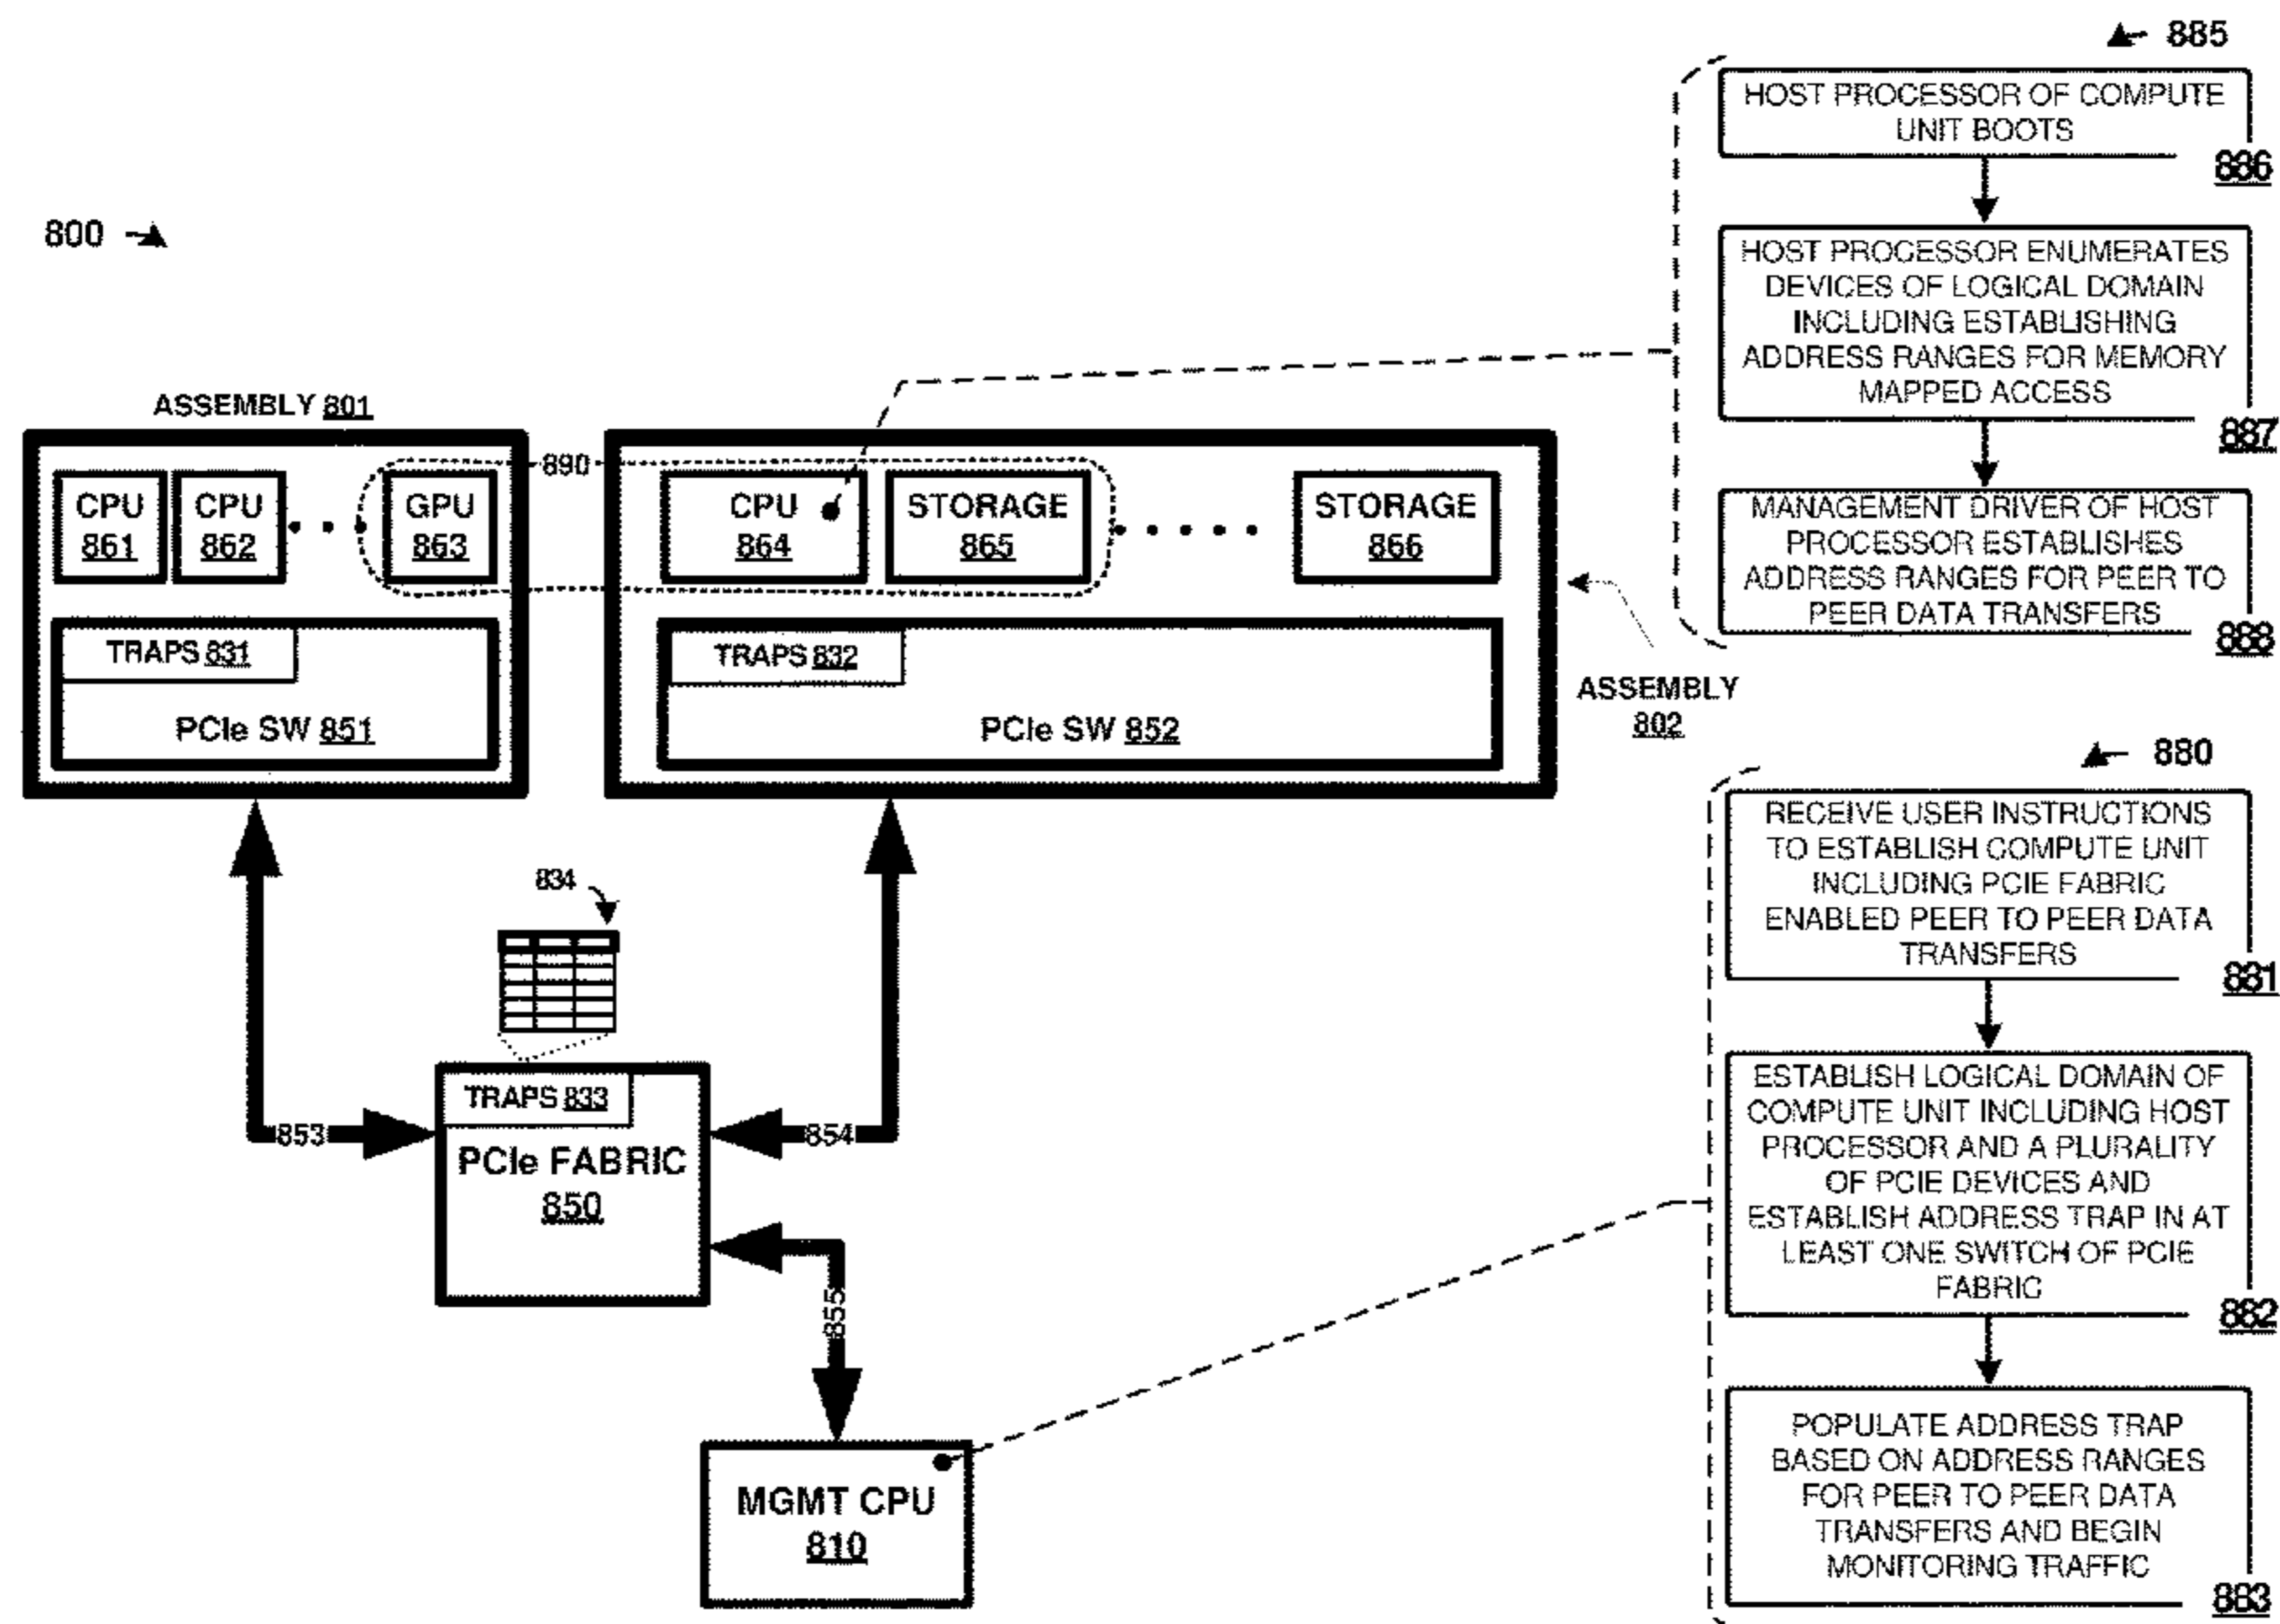 885
HOST PROCESSOR OF COMPUTE
UNIT BOOTS
886
HOST PROCESSOR ENUMERATES
DEVICES OF LOGICAL DOMAIN
INCLUDING ESTABLISHING
ADDRESS RANGES FOR MEMORY
MAPPED ACCESS
887
MANAGEMENT DRIVER OF HOST
PROCESSOR ESTABLISHES
ADDRESS RANGES FOR PEER TO
PEER DATA TRANSFERS
888
800
ASSEMBLY 801
890
CPU
861
CPU
862
GPU
863
CPU
864
STORAGE
865
STORAGE
866
TRAPS 831
PCIe SW 851
TRAPS 832
PCIe SW 852
ASSEMBLY
802
880
RECEIVE USER INSTRUCTIONS
TO ESTABLISH COMPUTE UNIT
INCLUDING PCIE FABRIC
ENABLED PEER TO PEER DATA
TRANSFERS
881
ESTABLISH LOGICAL DOMAIN OF
COMPUTE UNIT INCLUDING HOST
PROCESSOR AND A PLURALITY
OF PCIE DEVICES AND
ESTABLISH ADDRESS TRAP IN AT
LEAST ONE SWITCH OF PCIE
FABRIC
882
POPULATE ADDRESS TRAP
BASED ON ADDRESS RANGES
FOR PEER TO PEER DATA
TRANSFERS AND BEGIN
MONITORING TRAFFIC
883
834
TRAPS 833
PCIe FABRIC
850
853
854
855
MGMT CPU
810